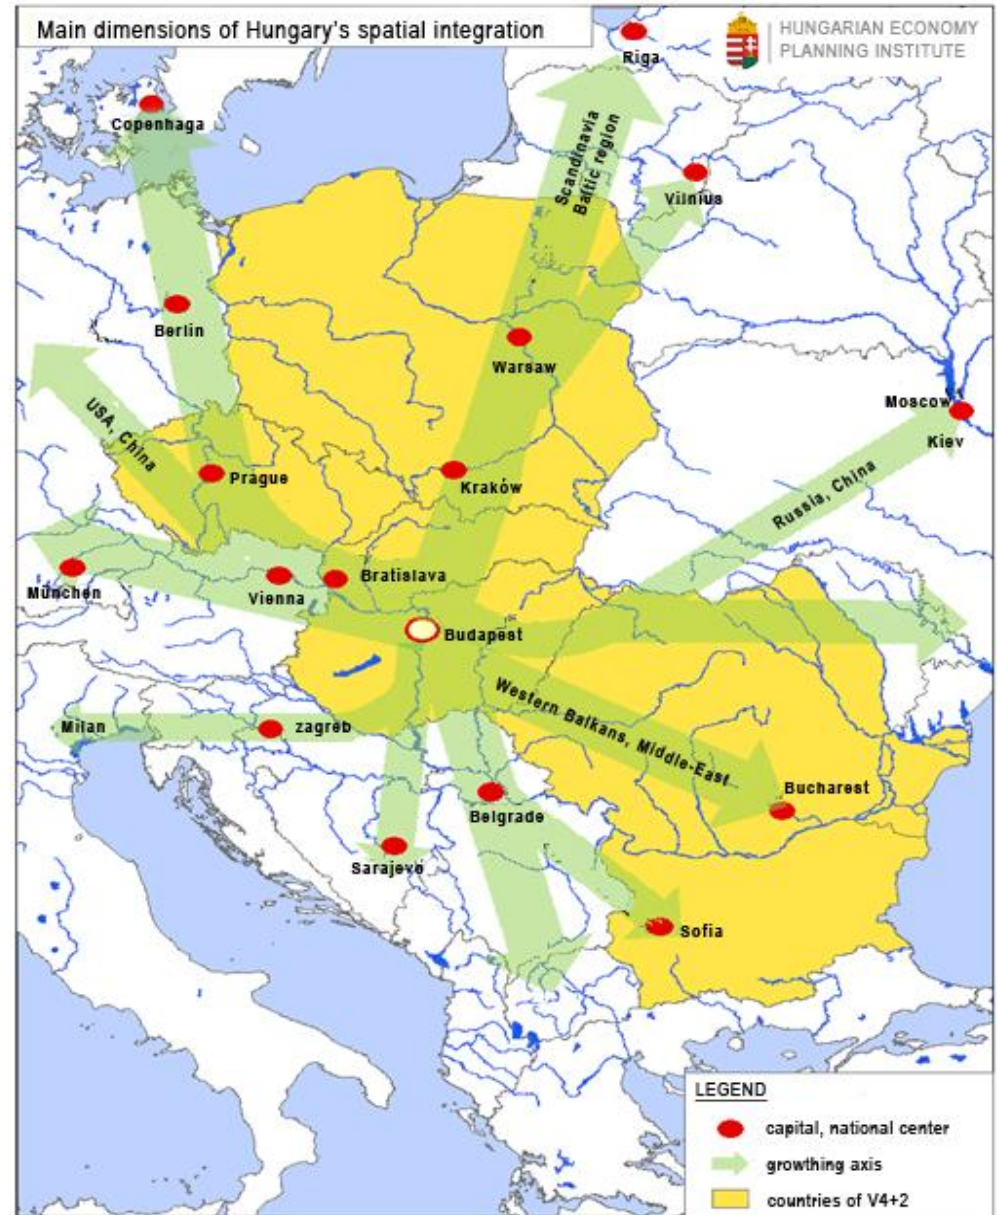 Main dimensions of Hungary's spatial integration
HUNGARIAN ECONOMY
PLANNING INSTITUTE
Riga
Copenhaga
Scandinavia
Baltic region
Vilnius
Berlin
Warsaw
USA, China
Moscow
Kiev
Prague
Kraków
Russia, China
Bratislava
München
Vienna
Budapest
Western Balkans, Middle-East
Milan
zagreb
Bucharest
Belgrade
Sarajevó
Sofia
LEGEND
capital, national center
growthing axis
countries of V4+2